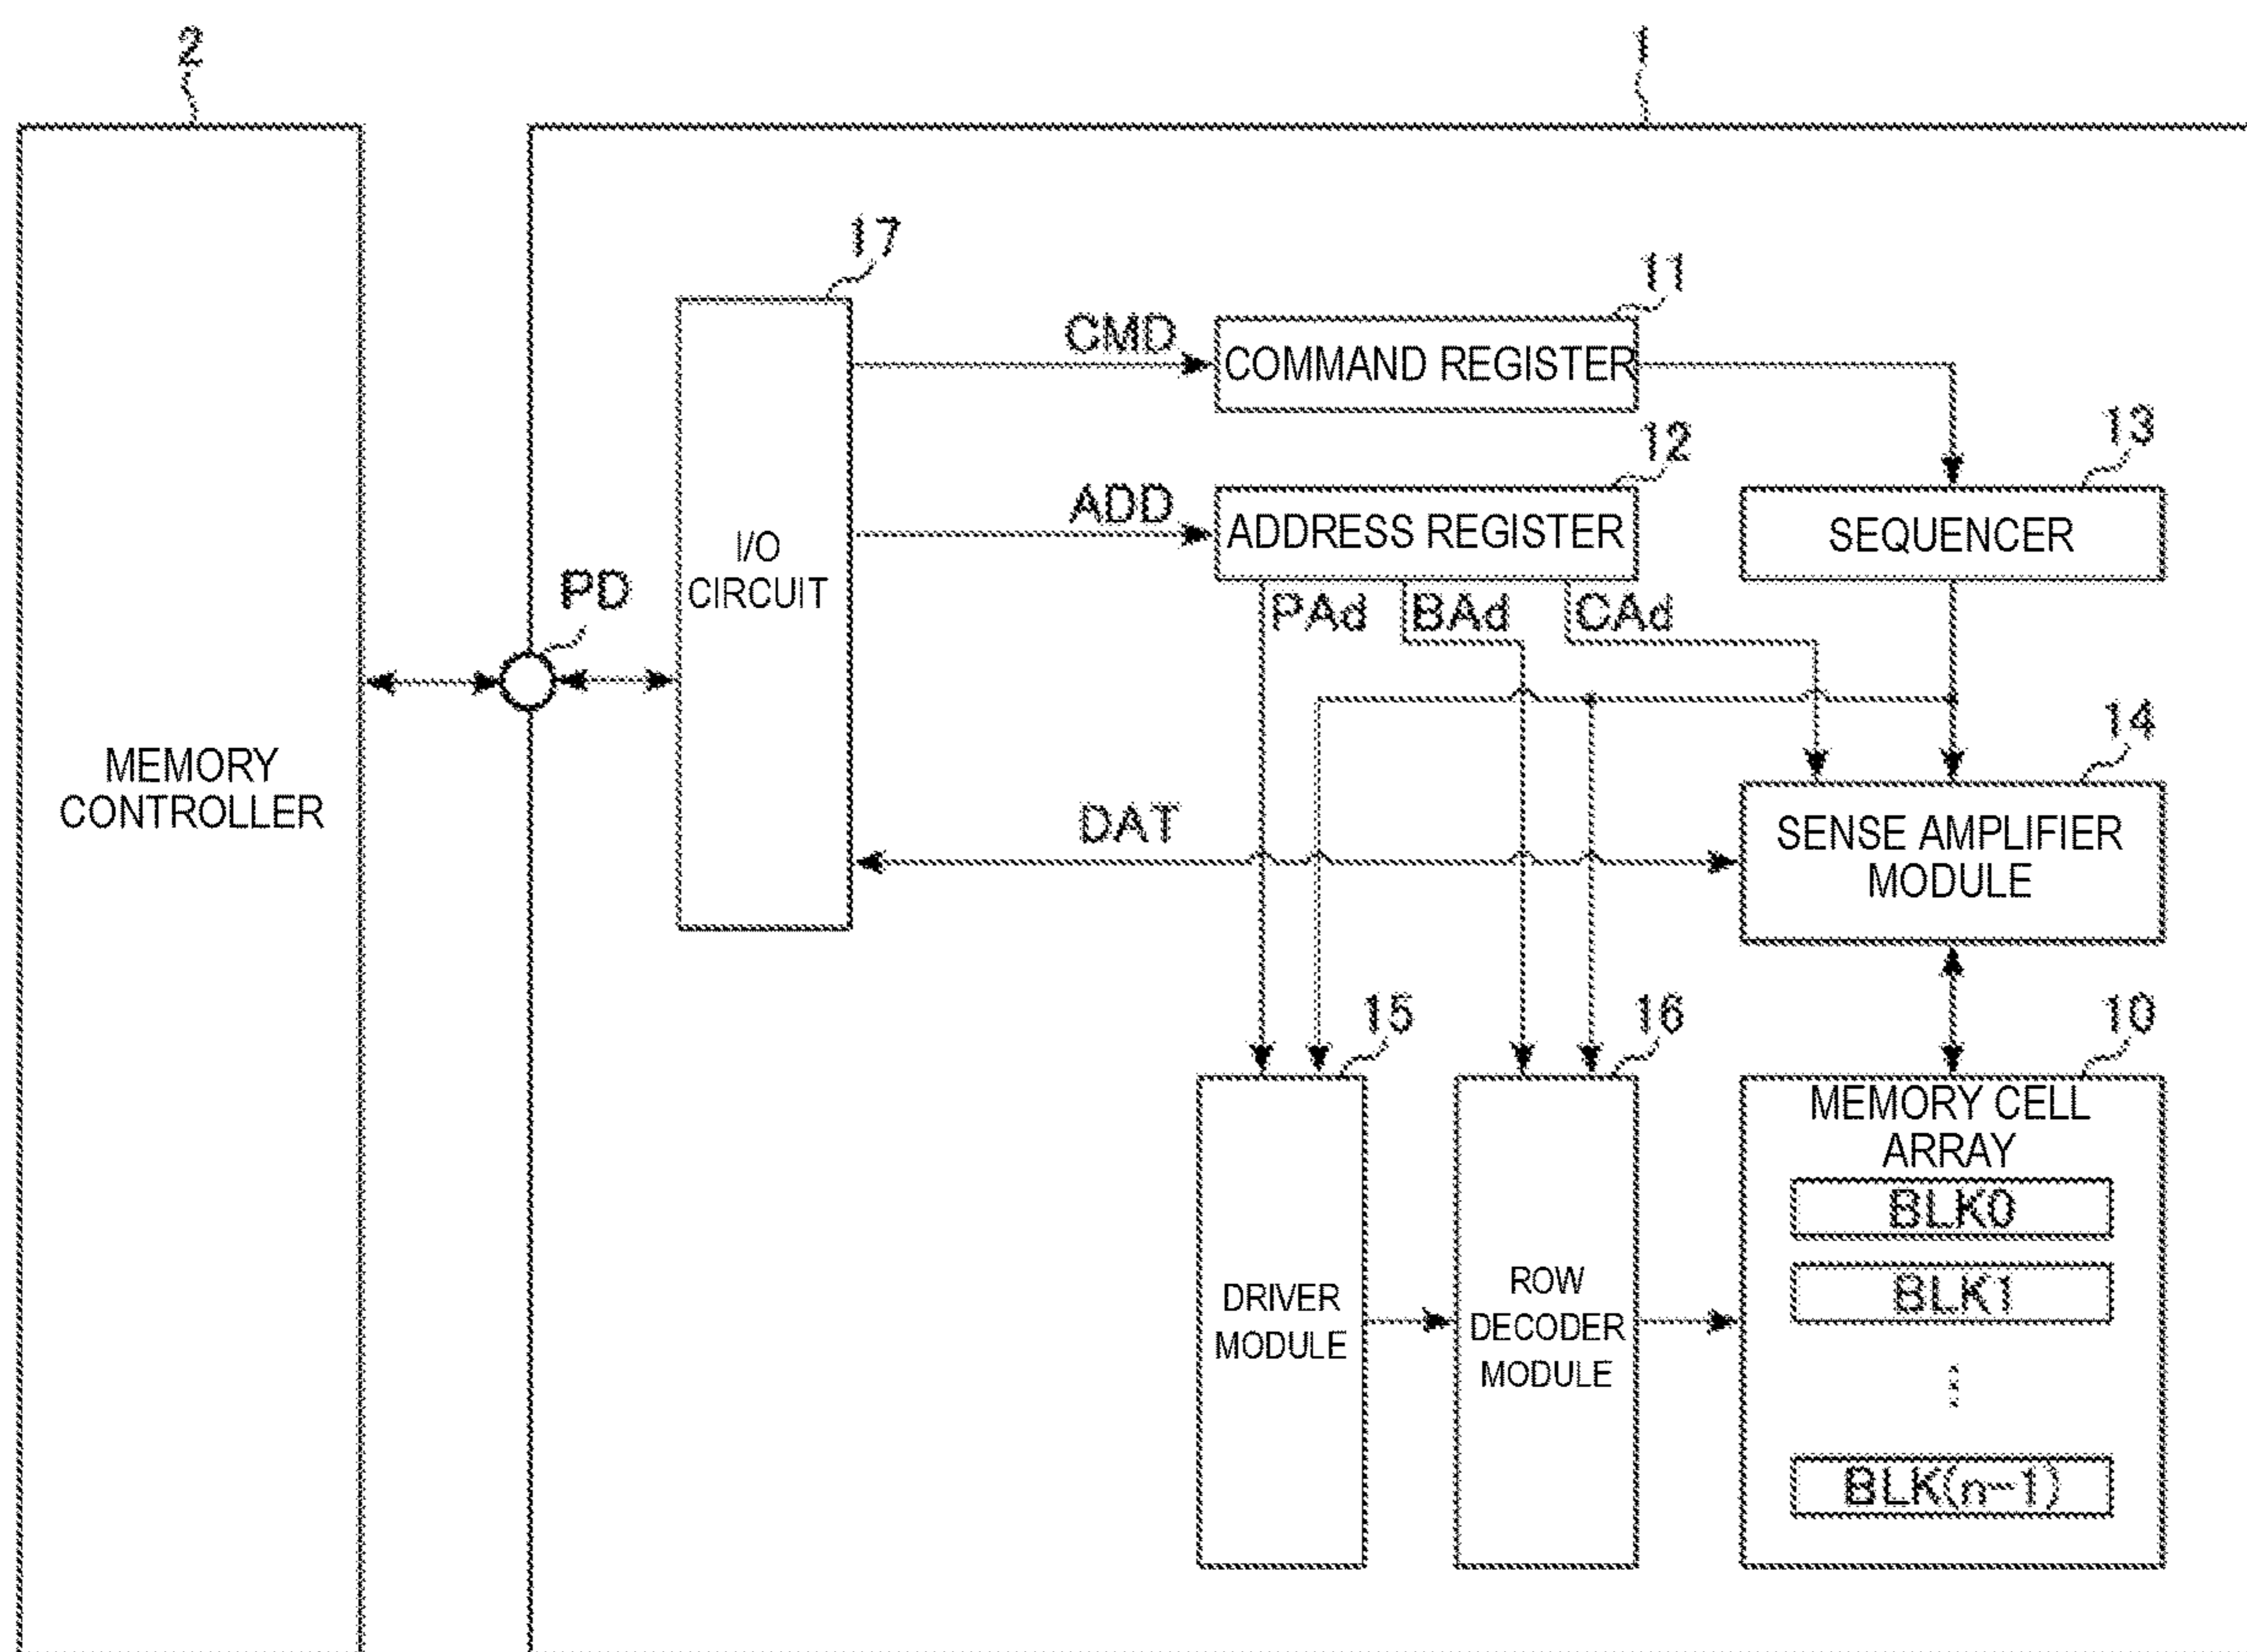 2
1
17
11
CMD
COMMAND REGISTER
13
12
ADD
ADDRESS REGISTER
SEQUENCER
I/O
CIRCUIT
PD
PAd
BAd
CAd
14
MEMORY
CONTROLLER
DAT
SENSE AMPLIFIER
MODULE
15
16
10
MEMORY CELL
ARRAY
BLK0
BLK1
DRIVER
MODULE
ROW
DECODER
MODULE
BLK(n-1)